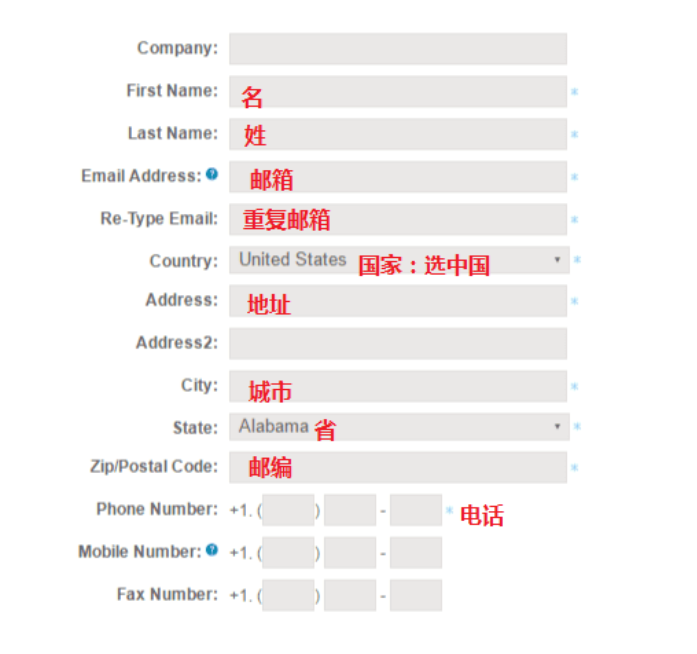 Company:
First Name: 名 *
Last Name: 姓 *
Email Address: ? 邮箱 *
Re-Type Email: 重复邮箱 *
Country: United States 国家：选中国 *
Address: 地址 *
Address2:
City: 城市 *
State: Alabama 省 *
Zip/Postal Code: 邮编 *
Phone Number: +1. ( ) - * 电话
Mobile Number: ? +1. ( ) -
Fax Number: +1. ( ) -